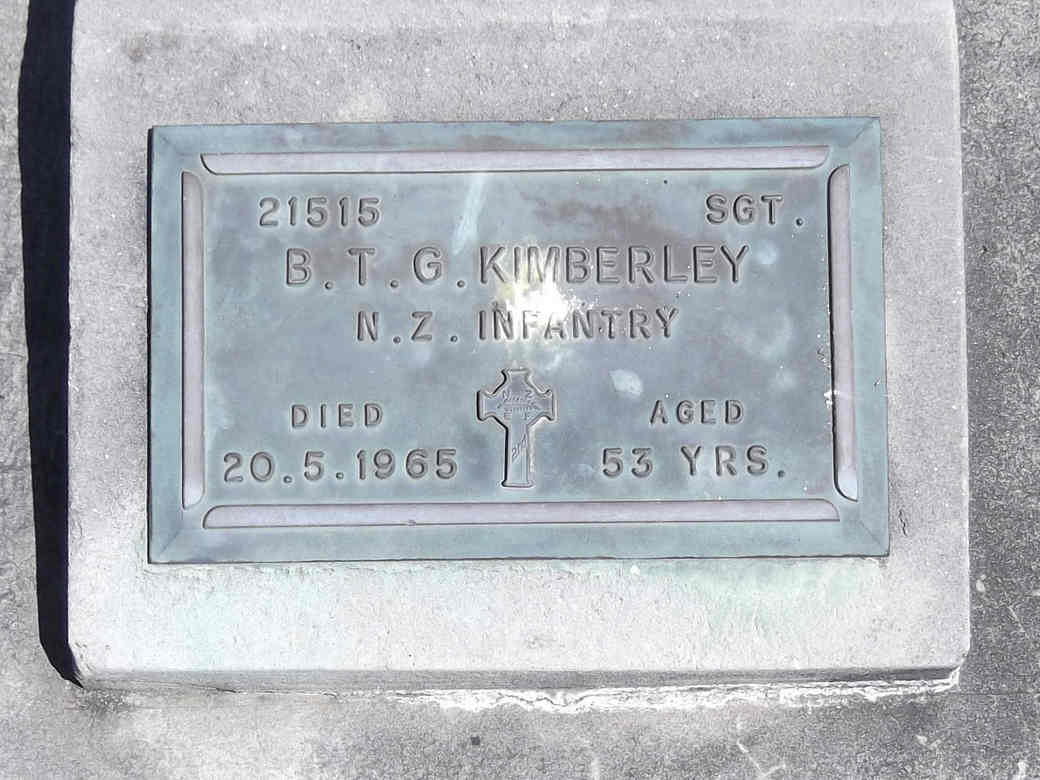 21515 SGT.
B.T.G. KIMBERLEY
N.Z. INFANTRY
DIED AGED
20.5.1965 53 YRS.
N Z
E F